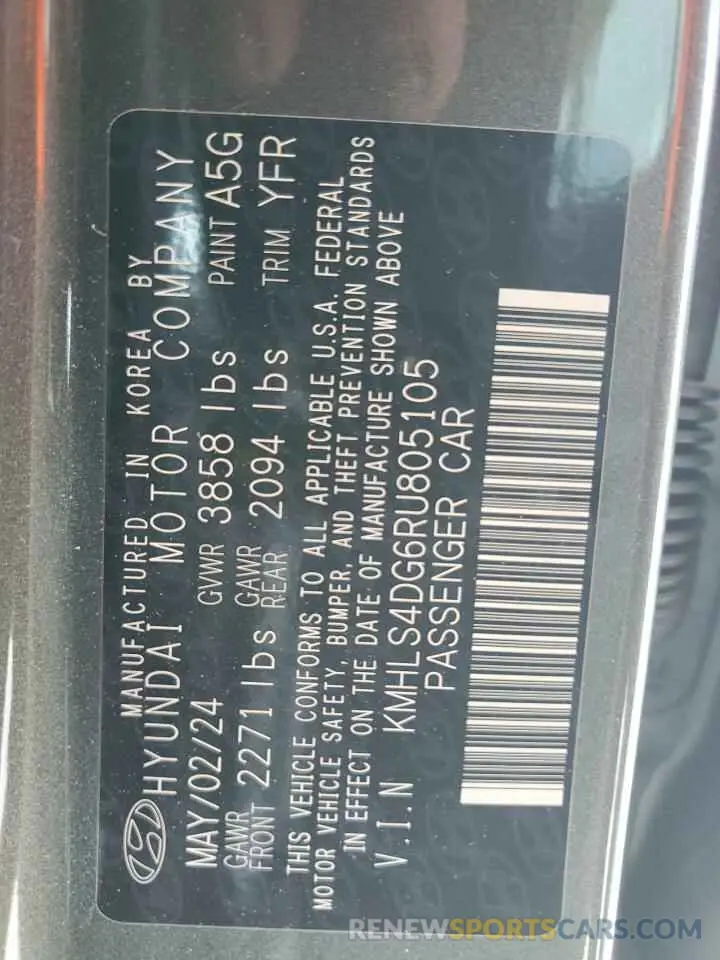 MANUFACTURED IN KOREA BY
HYUNDAI MOTOR COMPANY
MAY/02/24 GVWR 3858 lbs PAINT A5G
GAWR FRONT 2271 lbs GAWR REAR 2094 lbs TRIM YFR
THIS VEHICLE CONFORMS TO ALL APPLICABLE U.S.A. FEDERAL
MOTOR VEHICLE SAFETY, BUMPER, AND THEFT PREVENTION STANDARDS
IN EFFECT ON THE DATE OF MANUFACTURE SHOWN ABOVE
V.I.N KMHLS4DG6RU805105
PASSENGER CAR
RENEWSPORTSCARS.COM